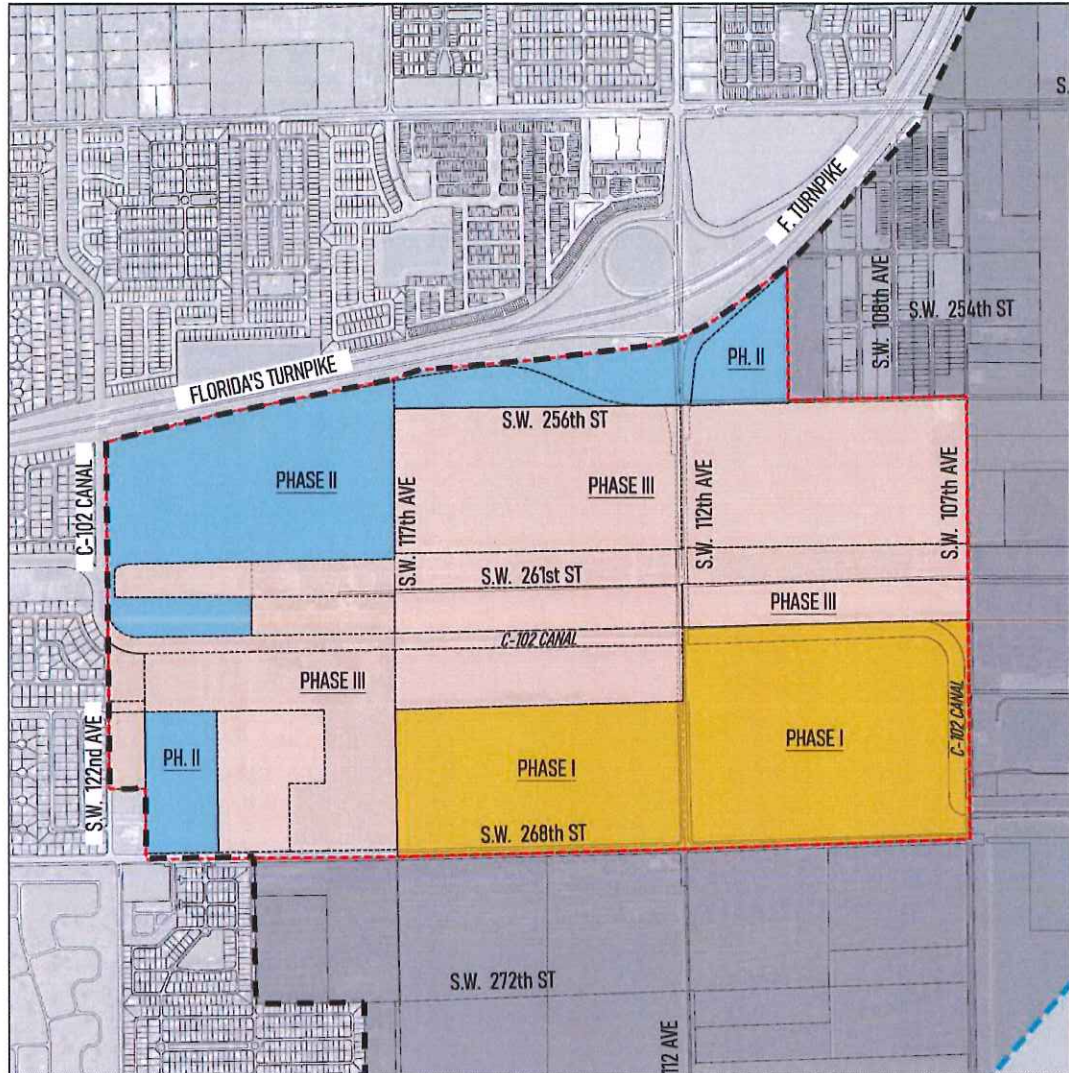 S.
F. TURNPIKE
S.W. 108th AVE
S.W. 254th ST
FLORIDA'S TURNPIKE
PH. II
S.W. 256th ST
C-102 CANAL
PHASE II
PHASE III
S.W. 117th AVE
S.W. 112th AVE
S.W. 107th AVE
S.W. 261st ST
PHASE III
C-102 CANAL
PHASE III
C-102 CANAL
S.W. 122nd AVE
PH. II
PHASE I
PHASE I
S.W. 268th ST
S.W. 272th ST
112 AVE